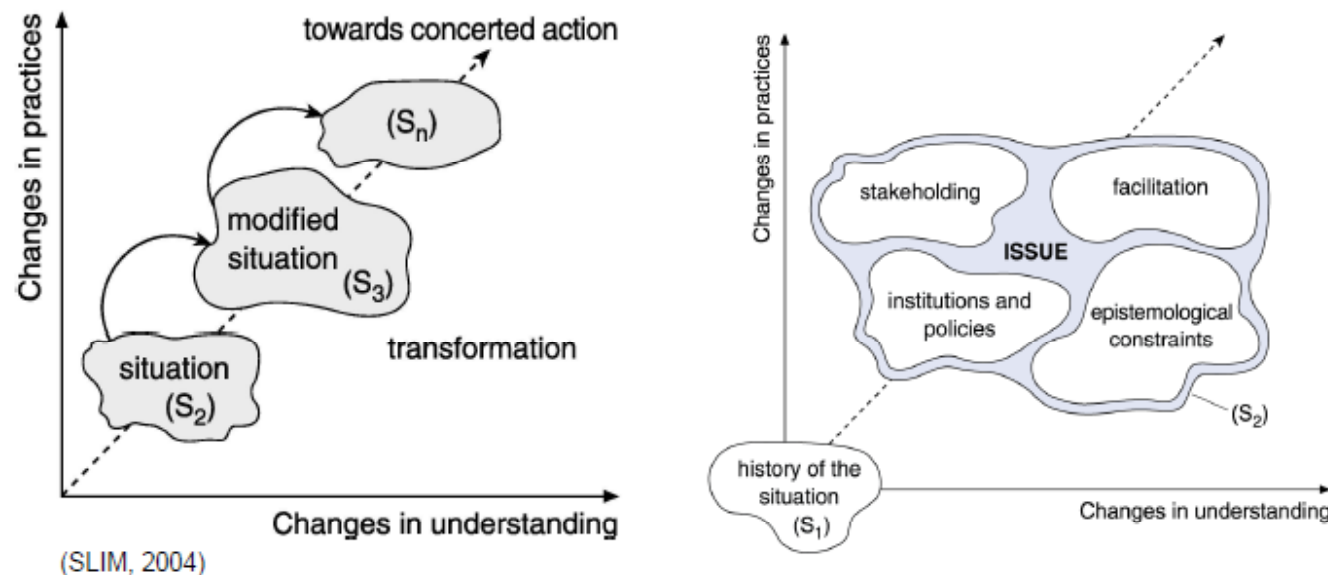 towards concerted action
Changes in practices
(Sn)
modified
situation
(S3)
transformation
situation
(S2)
Changes in understanding
(SLIM, 2004)
Changes in practices
stakeholding
facilitation
ISSUE
institutions and
policies
epistemological
constraints
(S2)
history of the
situation
(S1)
Changes in understanding